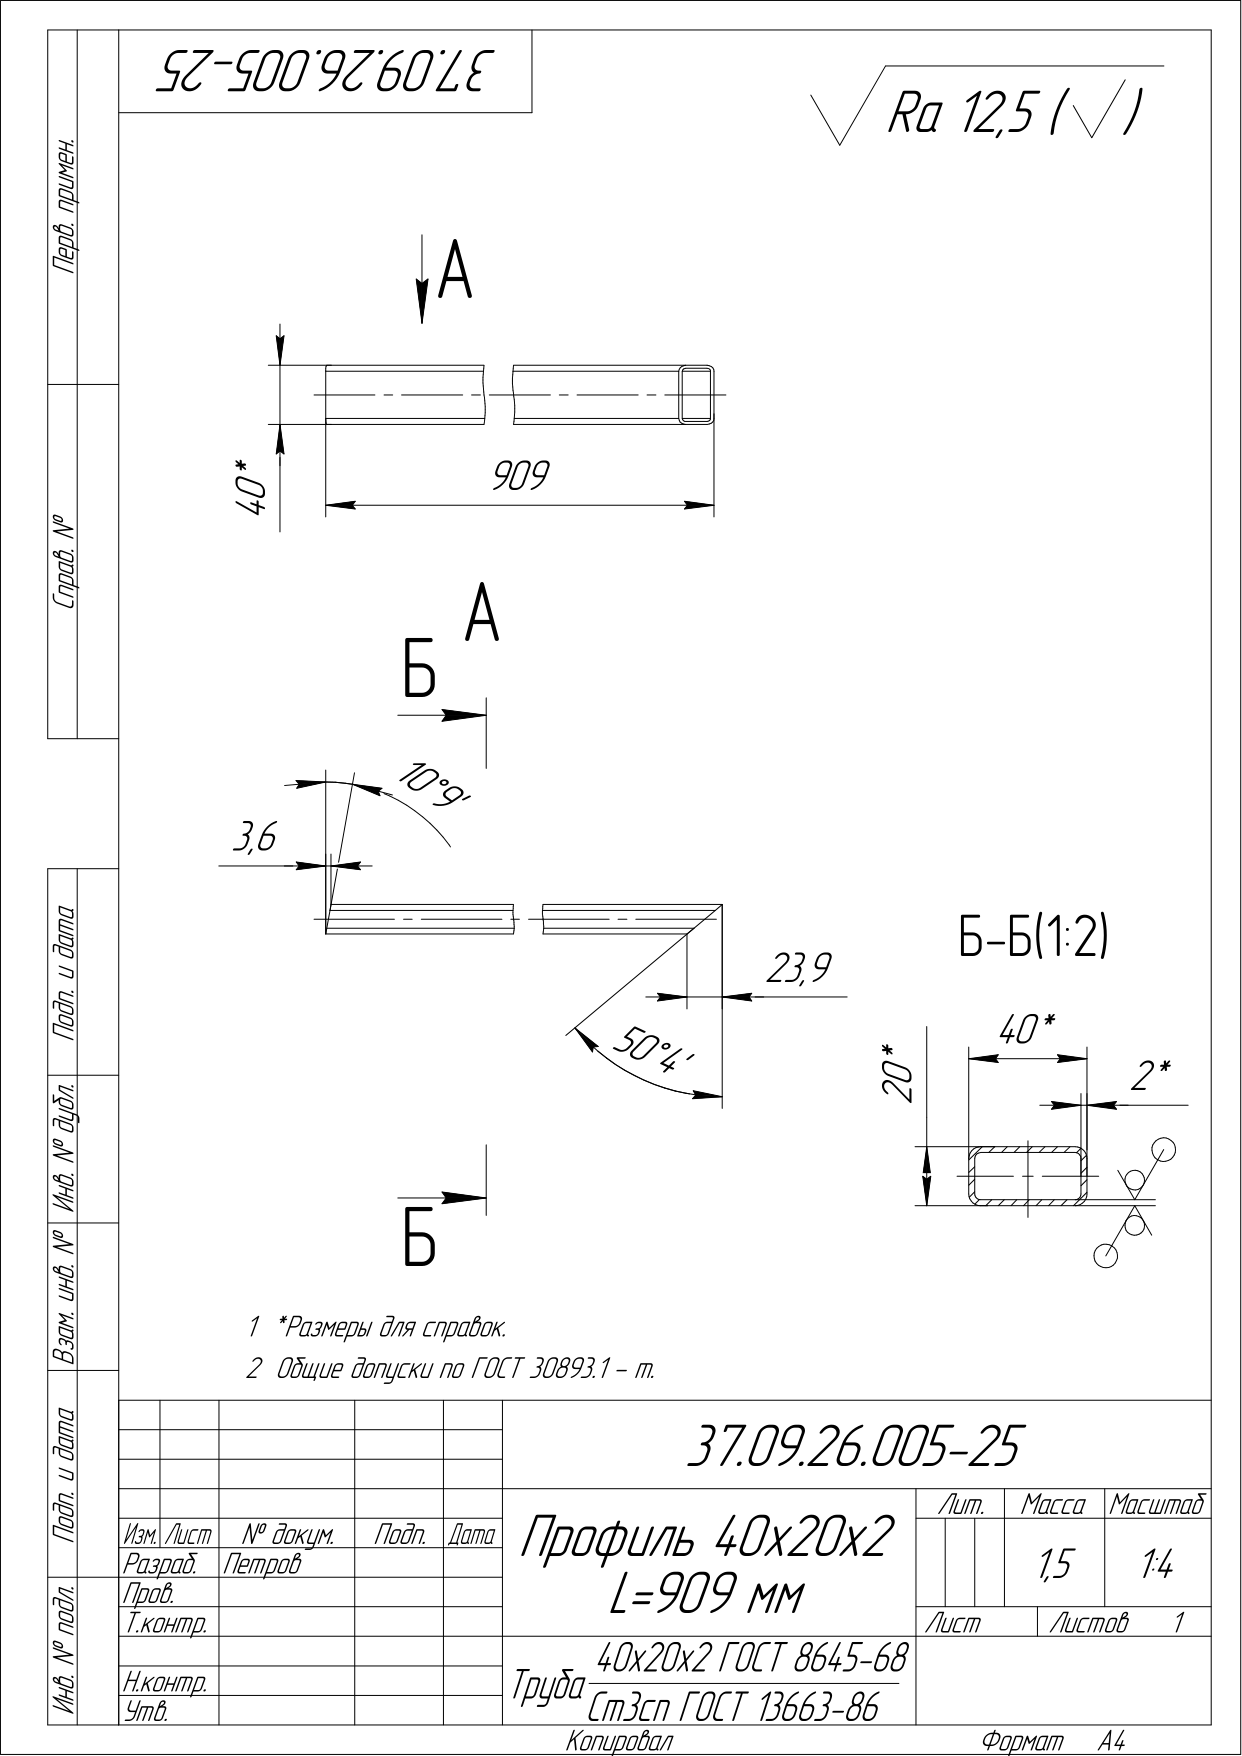 37.09.26.005-25
Ra 12,5 (√)
Перв. примен.
Справ. №
А
40*
909
А
Б
10°9'
3,6
23,9
50°4'
Б
Б-Б(1:2)
40*
20*
2*
1 *Размеры для справок.
2 Общие допуски по ГОСТ 30893.1 - m.
Подп. и дата
Инв. № дубл.
Взам. инв. №
Подп. и дата
Инв. № подл.
37.09.26.005-25
Лит. Масса Масштаб
Изм. Лист № докум. Подп. Дата
Разраб. Петров
Пров.
Т.контр.
Н.контр.
Утв.
Профиль 40х20х2
L=909 мм
1,5 1:4
Лист Листов 1
Труба 40х20х2 ГОСТ 8645-68
Ст3сп ГОСТ 13663-86
Копировал Формат А4